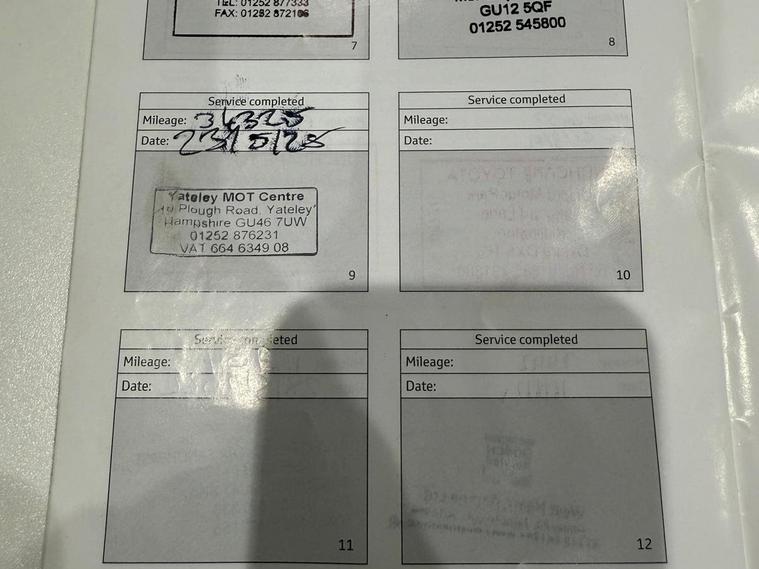 TEL: 01252 877333
FAX: 01252 872106
7
GU12 5QF
01252 545800
8
Service completed
Mileage: 34325
Date: 23/5/25
Yateley MOT Centre
Plough Road, Yateley
Hampshire GU46 7UW
01252 876231
VAT 664 6349 08
9
Service completed
Mileage:
Date:
10
Service completed
Mileage:
Date:
11
Service completed
Mileage:
Date:
12